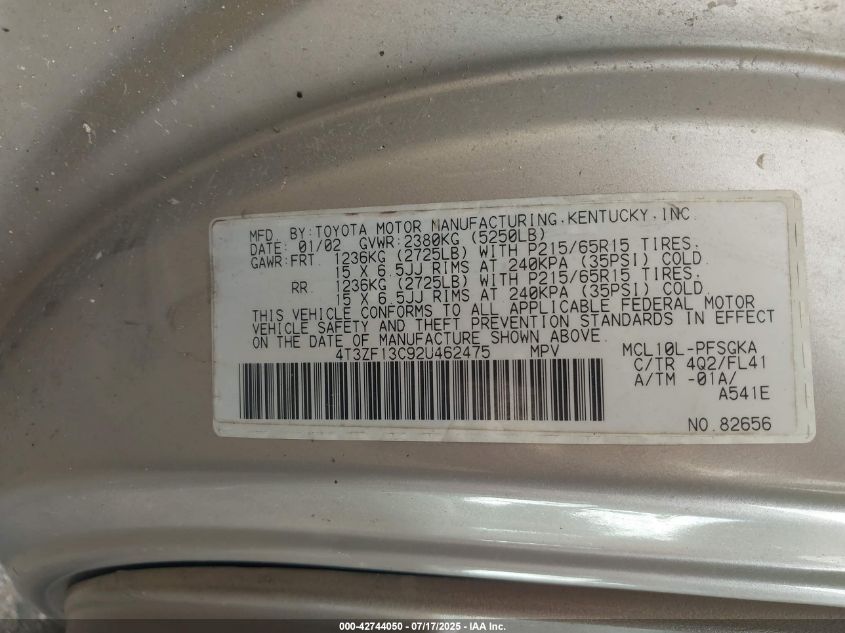 MFD. BY:TOYOTA MOTOR MANUFACTURING,KENTUCKY,INC.
DATE: 01/02 GVWR:2380KG (5250LB)
GAWR:FRT. 1236KG (2725LB) WITH P215/65R15 TIRES.
15 X 6.5JJ RIMS AT 240KPA (35PSI) COLD.
RR. 1236KG (2725LB) WITH P215/65R15 TIRES.
15 X 6.5JJ RIMS AT 240KPA (35PSI) COLD.
THIS VEHICLE CONFORMS TO ALL APPLICABLE FEDERAL MOTOR
VEHICLE SAFETY AND THEFT PREVENTION STANDARDS IN EFFECT
ON THE DATE OF MANUFACTURE SHOWN ABOVE.
4T3ZF13C92U462475 MPV MCL10L-PFSGKA
C/TR 4Q2/FL41
A/TM -01A/
A541E
NO.82656
000-42744050 - 07/17/2025 - IAA Inc.